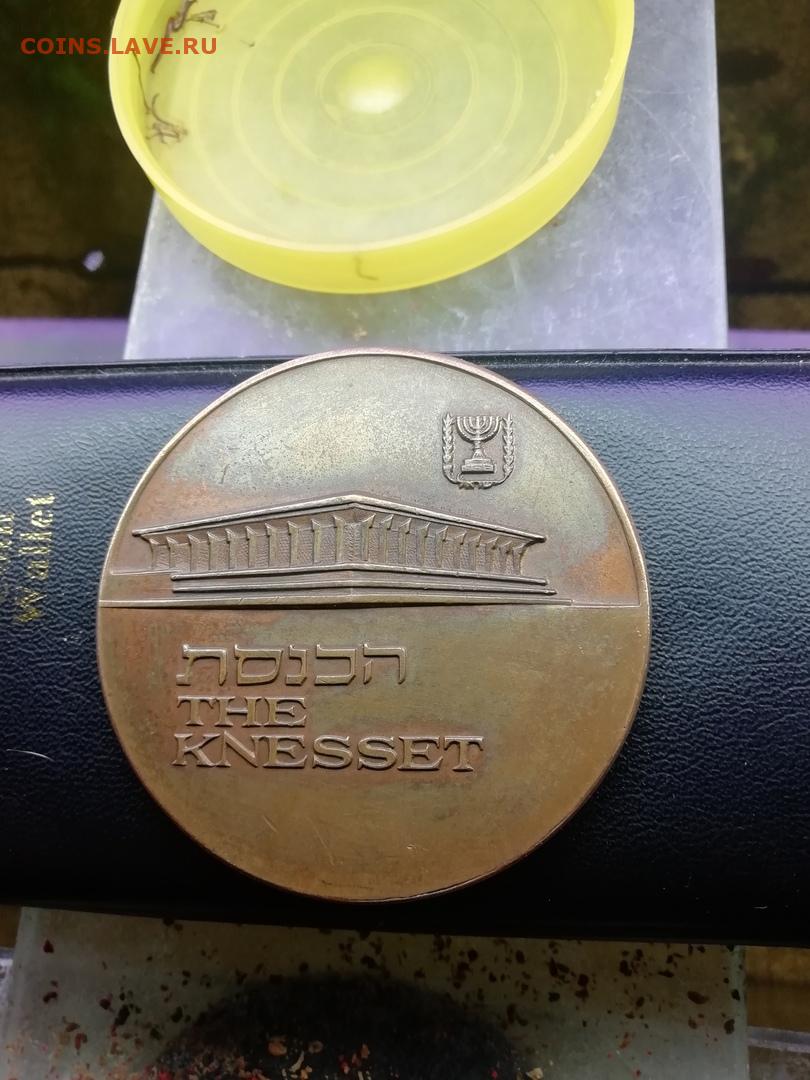 COINS.LAVE.RU
הכנסת
THE
KNESSET
Wallet